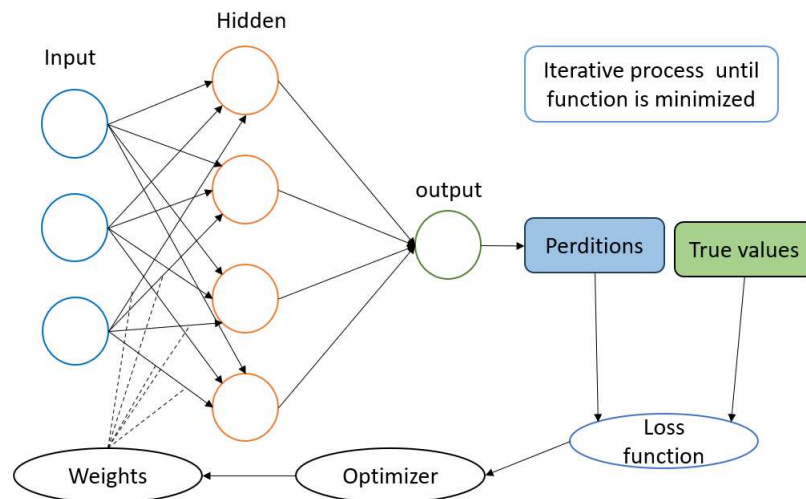 Hidden
Input
Iterative process until
function is minimized
output
Perditions
True values
Loss
function
Optimizer
Weights